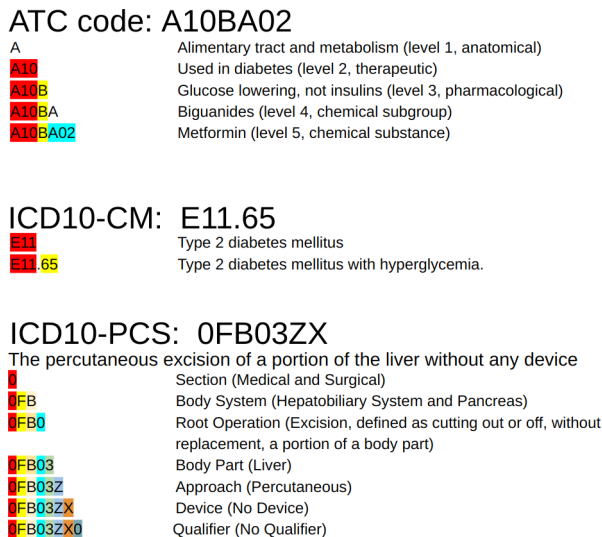 ATC code: A10BA02
A Alimentary tract and metabolism (level 1, anatomical)
A10 Used in diabetes (level 2, therapeutic)
A10B Glucose lowering, not insulins (level 3, pharmacological)
A10BA Biguanides (level 4, chemical subgroup)
A10BA02 Metformin (level 5, chemical substance)
ICD10-CM: E11.65
E11 Type 2 diabetes mellitus
E11.65 Type 2 diabetes mellitus with hyperglycemia.
ICD10-PCS: 0FB03ZX
The percutaneous excision of a portion of the liver without any device
0 Section (Medical and Surgical)
0FB Body System (Hepatobiliary System and Pancreas)
0FB0 Root Operation (Excision, defined as cutting out or off, without
replacement, a portion of a body part)
0FB03 Body Part (Liver)
0FB03Z Approach (Percutaneous)
0FB03ZX Device (No Device)
0FB03ZX0 Qualifier (No Qualifier)